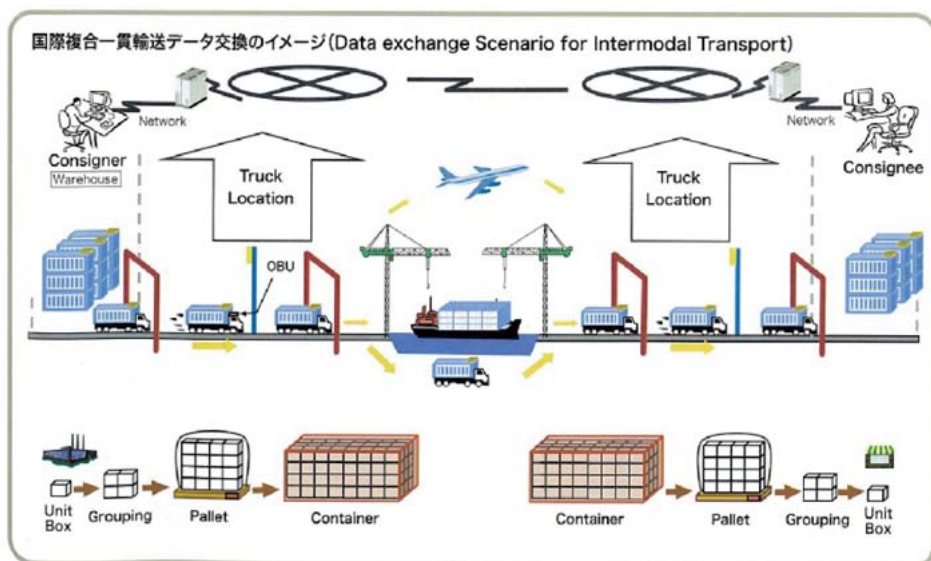 国際複合一貫輸送データ交換のイメージ(Data exchange Scenario for Intermodal Transport)
Network
Network
Consigner
Warehouse
Consignee
Truck
Location
Truck
Location
OBU
Unit
Box
Grouping
Pallet
Container
Container
Pallet
Grouping
Unit
Box